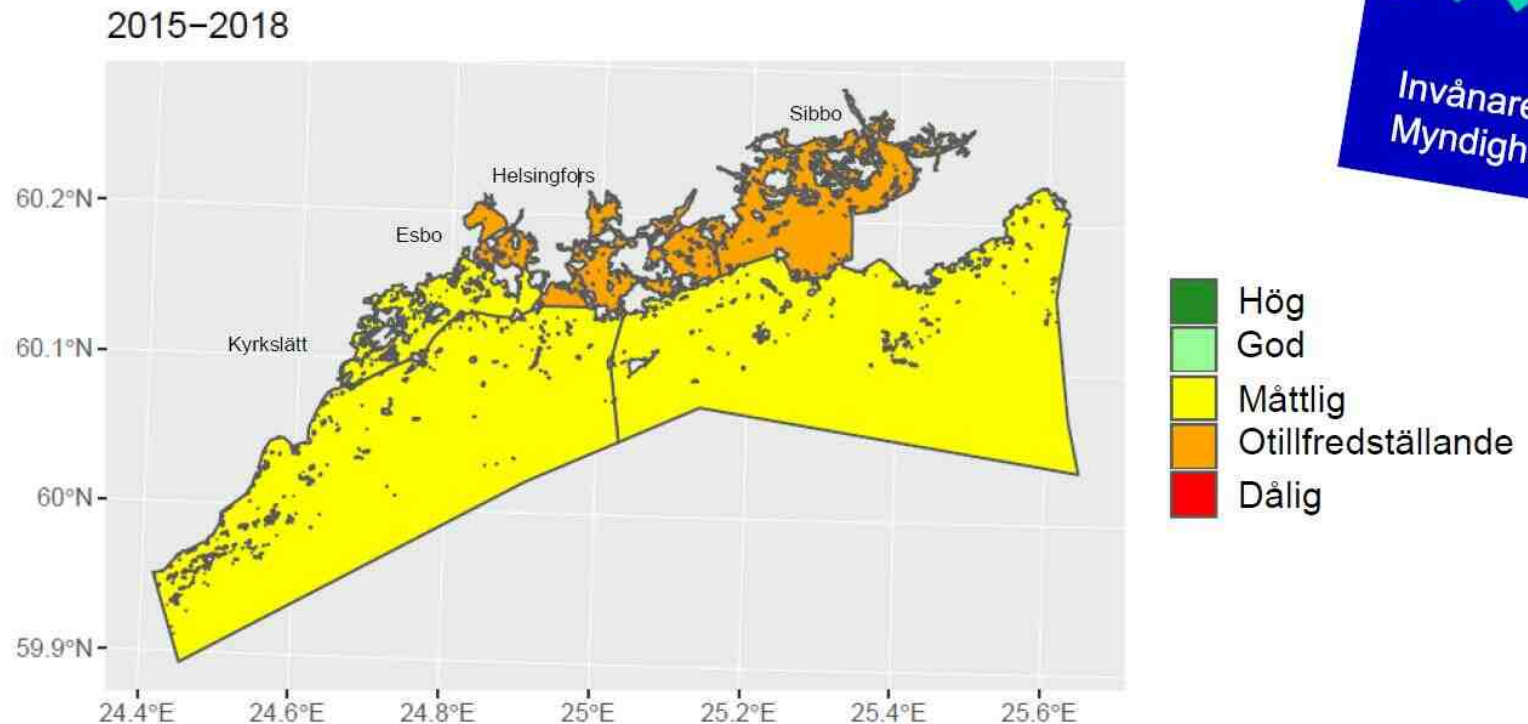 2015−2018
Invånare
Myndigh
Sibbo
Helsingfors
Esbo
Kyrkslätt
60.2°N
60.1°N
60°N
59.9°N
24.4°E 24.6°E 24.8°E 25°E 25.2°E 25.4°E 25.6°E
Hög
God
Måttlig
Otillfredställande
Dålig